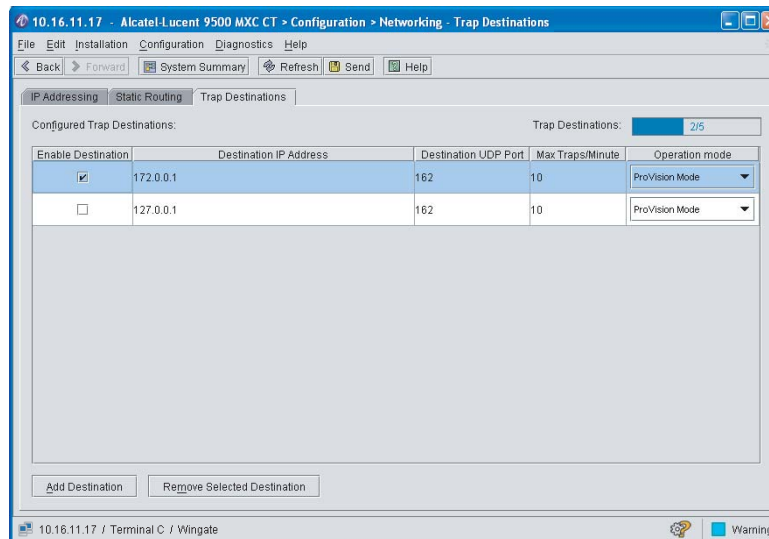 10.16.11.17 - Alcatel-Lucent 9500 MXC CT > Configuration > Networking - Trap Destinations
File Edit Installation Configuration Diagnostics Help
Back Forward System Summary Refresh Send Help
IP Addressing Static Routing Trap Destinations
Configured Trap Destinations: Trap Destinations: 2/5
Enable Destination Destination IP Address Destination UDP Port Max Traps/Minute Operation mode
172.0.0.1 162 10 ProVision Mode
127.0.0.1 162 10 ProVision Mode
Add Destination Remove Selected Destination
10.16.11.17 / Terminal C / Wingate Warning